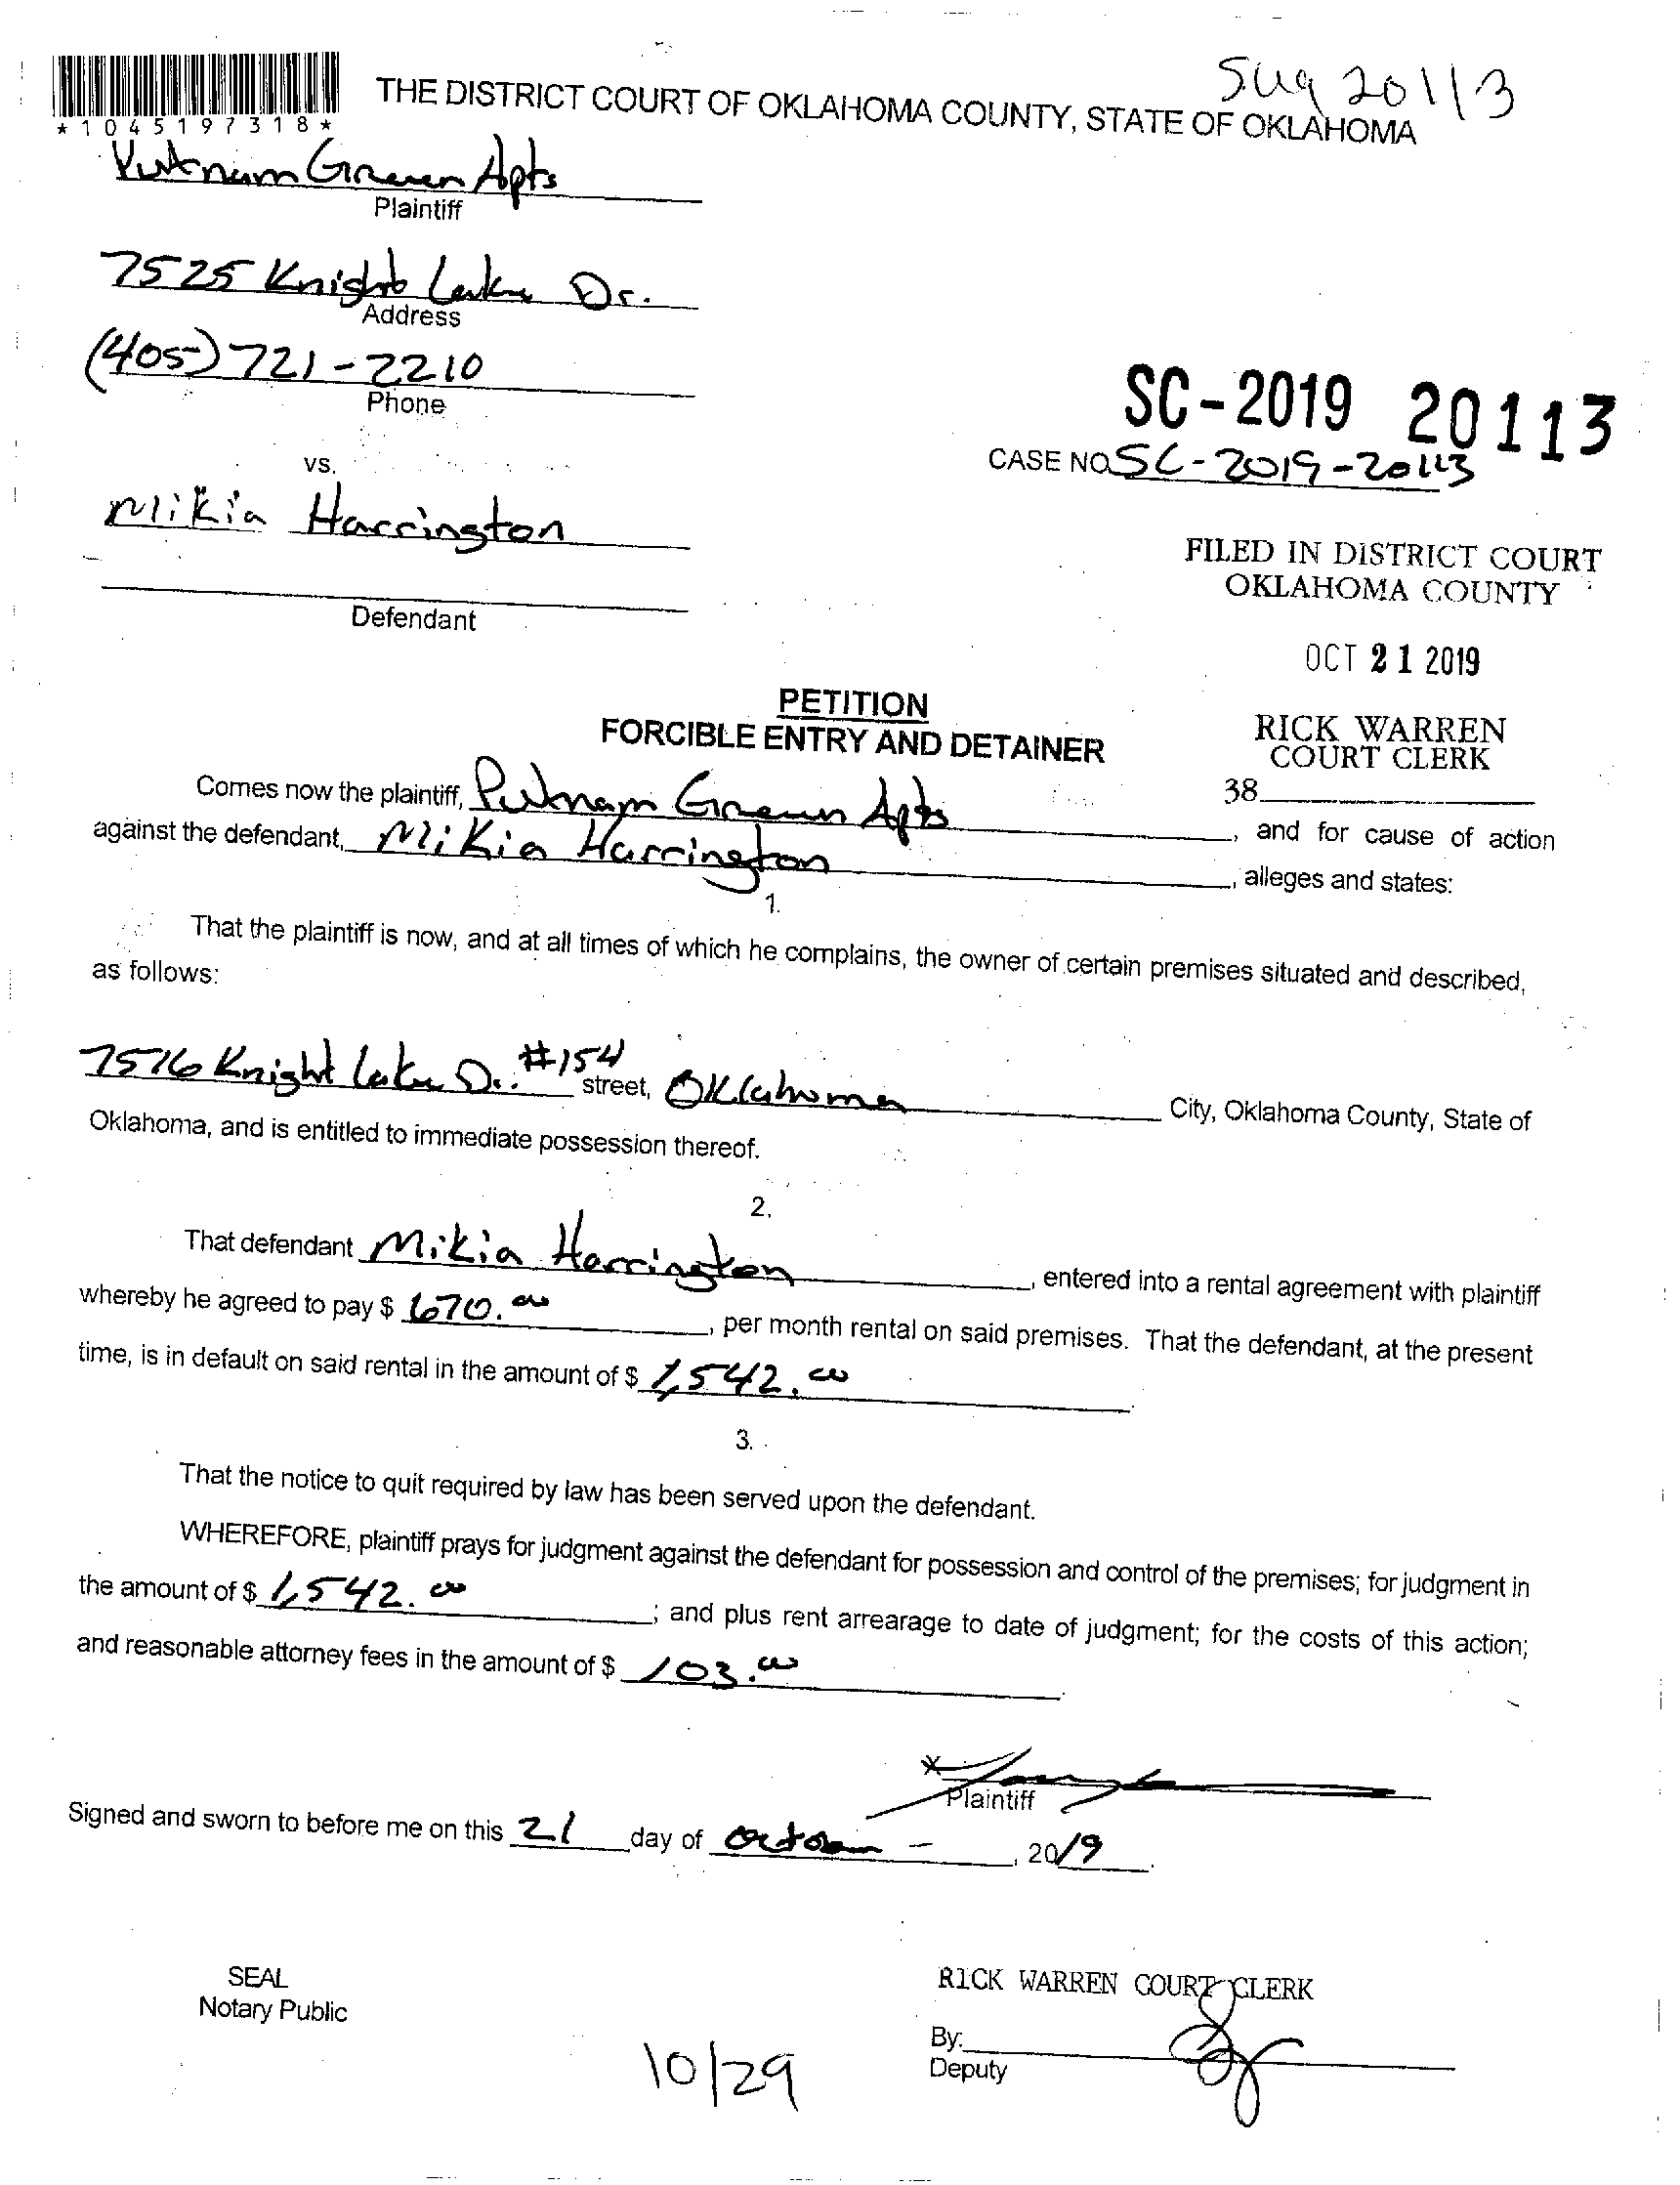 Sug 20113
THE DISTRICT COURT OF OKLAHOMA COUNTY, STATE OF OKLAHOMA
*1045197318*
Putnam Green Apts
Plaintiff
7525 Knight Lake Dr.
Address
(405) 721-2210
Phone
SC-2019 20113
CASE NO. SC-2019-20113
vs.
Mikia Harrington
Defendant
FILED IN DISTRICT COURT
OKLAHOMA COUNTY
OCT 21 2019
RICK WARREN
COURT CLERK
38
PETITION
FORCIBLE ENTRY AND DETAINER
Comes now the plaintiff, Putnam Green Apts, and for cause of action
against the defendant, Mikia Harrington, alleges and states:
1.
That the plaintiff is now, and at all times of which he complains, the owner of certain premises situated and described,
as follows:
7516 Knight Lake Dr. #154 street, Oklahoma City, Oklahoma County, State of
Oklahoma, and is entitled to immediate possession thereof.
2.
That defendant Mikia Harrington, entered into a rental agreement with plaintiff
whereby he agreed to pay $ 670.00, per month rental on said premises. That the defendant, at the present
time, is in default on said rental in the amount of $ 1,542.00.
3.
That the notice to quit required by law has been served upon the defendant.
WHEREFORE, plaintiff prays for judgment against the defendant for possession and control of the premises; for judgment in
the amount of $ 1,542.00; and plus rent arrearage to date of judgment; for the costs of this action;
and reasonable attorney fees in the amount of $ 103.00.
Plaintiff
Signed and sworn to before me on this 21 day of October, 2019.
SEAL
Notary Public
RICK WARREN COURT CLERK
By:
Deputy
10/29